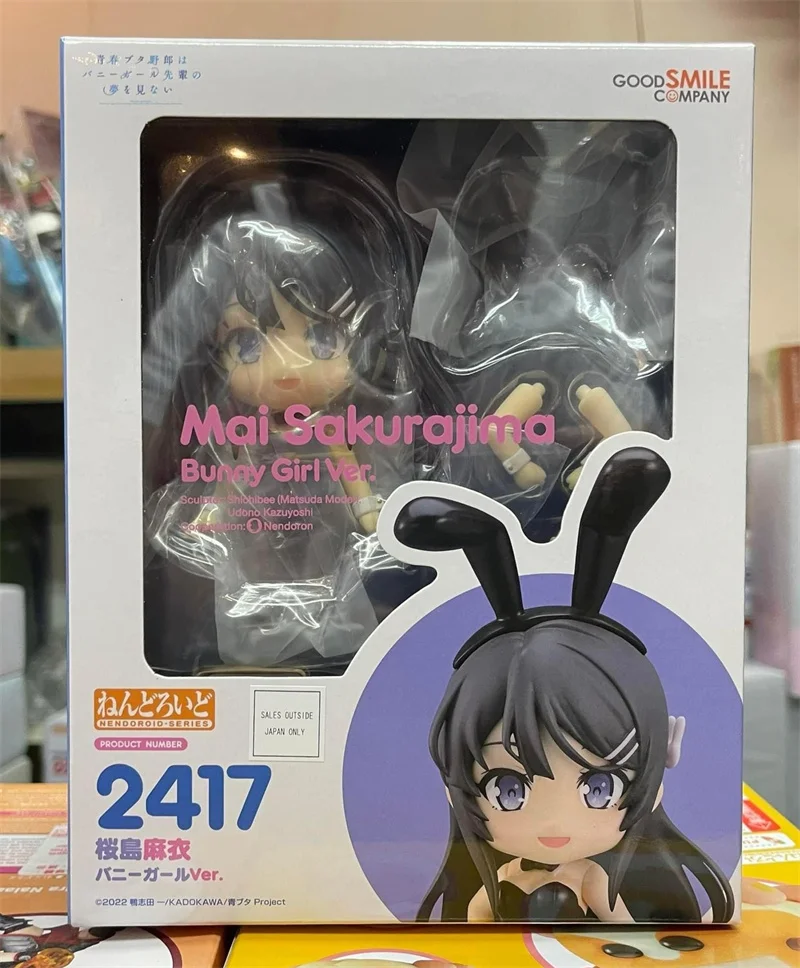 青春ブタ野郎は
バニーガール先輩の
夢を見ない
GOOD SMILE
COMPANY
Mai Sakurajima
Bunny Girl Ver.
Sculptor: Shichibee (Matsuda Model),
Udono Kazuyoshi
Cooperation: Nendoron
ねんどろいど
NENDOROID-SERIES
PRODUCT NUMBER
2417
桜島麻衣
バニーガールVer.
SALES OUTSIDE
JAPAN ONLY
©2022 鴨志田 一/KADOKAWA/青ブタ Project